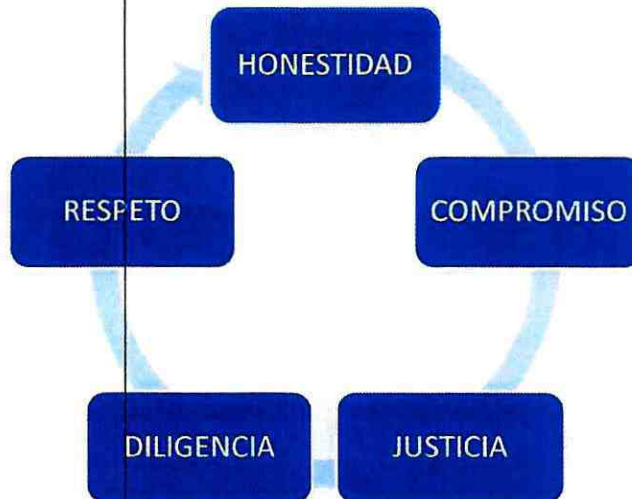 HONESTIDAD
COMPROMISO
JUSTICIA
DILIGENCIA
RESPETO